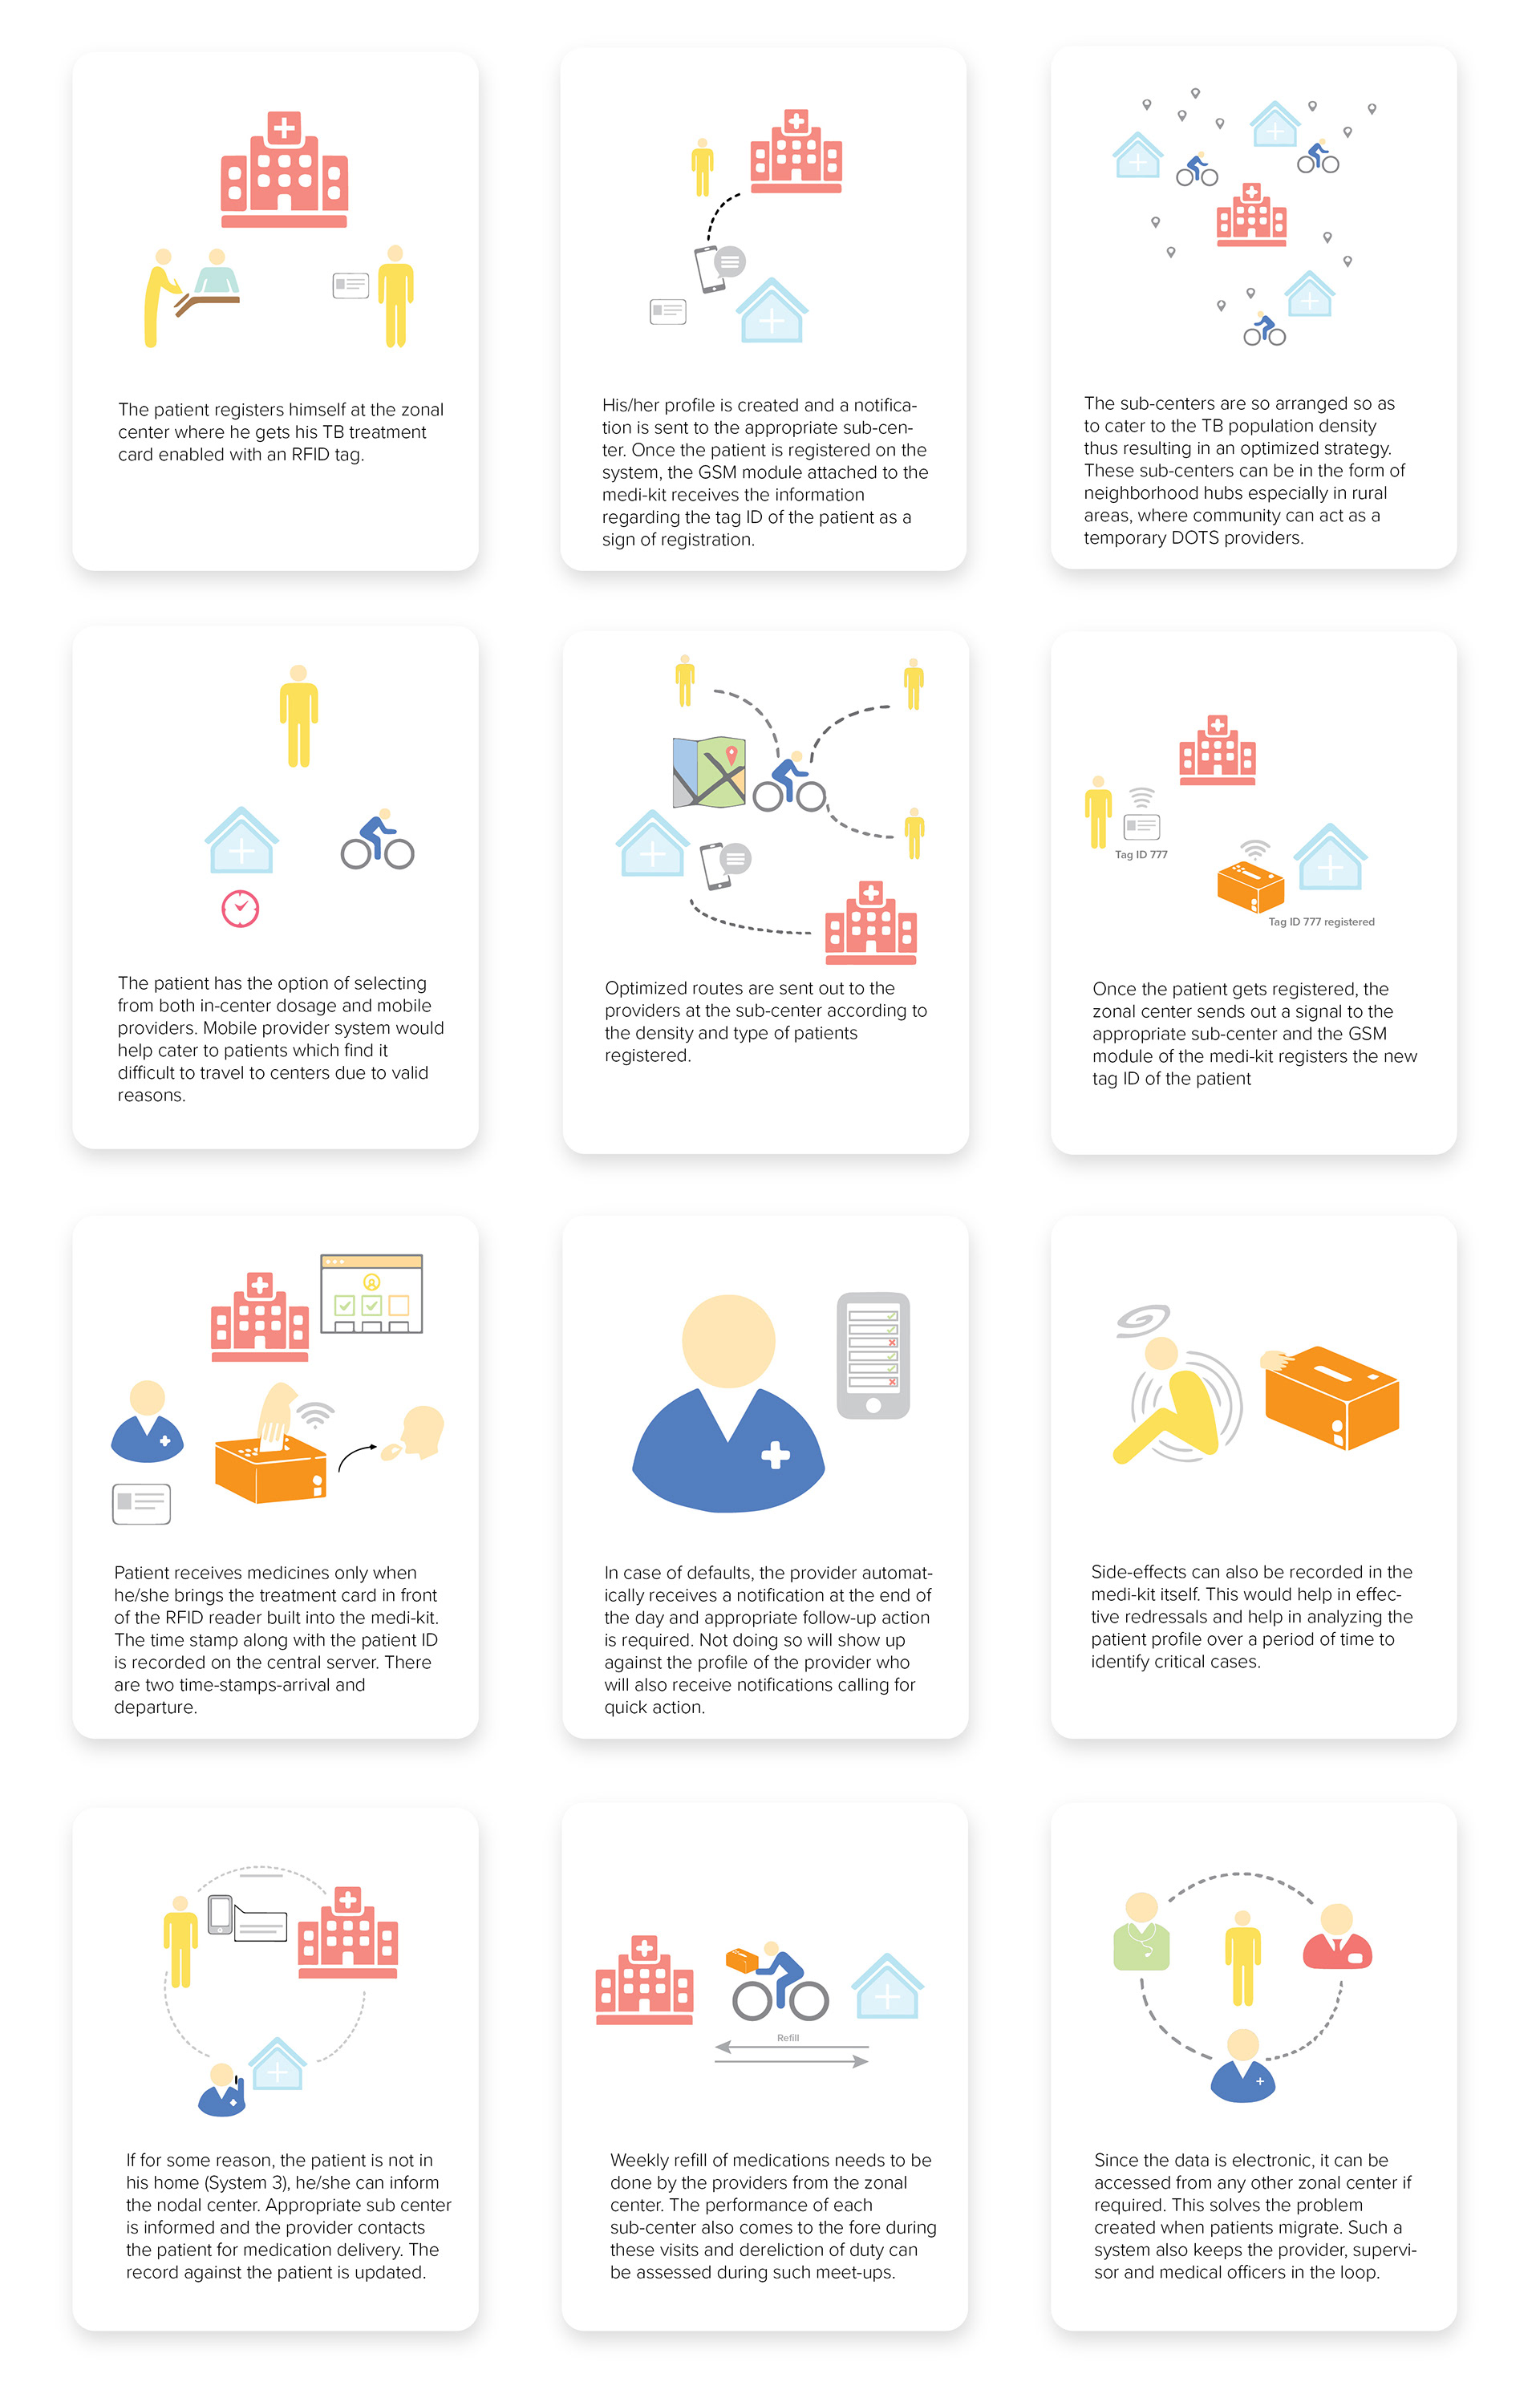 The patient registers himself at the zonal
center where he gets his TB treatment
card enabled with an RFID tag.
His/her profile is created and a notifica-
tion is sent to the appropriate sub-cen-
ter. Once the patient is registered on the
system, the GSM module attached to the
medi-kit receives the information
regarding the tag ID of the patient as a
sign of registration.
The sub-centers are so arranged so as
to cater to the TB population density
thus resulting in an optimized strategy.
These sub-centers can be in the form of
neighborhood hubs especially in rural
areas, where community can act as a
temporary DOTS providers.
The patient has the option of selecting
from both in-center dosage and mobile
providers. Mobile provider system would
help cater to patients which find it
difficult to travel to centers due to valid
reasons.
Optimized routes are sent out to the
providers at the sub-center according to
the density and type of patients
registered.
Tag ID 777
Tag ID 777 registered
Once the patient gets registered, the
zonal center sends out a signal to the
appropriate sub-center and the GSM
module of the medi-kit registers the new
tag ID of the patient
Patient receives medicines only when
he/she brings the treatment card in front
of the RFID reader built into the medi-kit.
The time stamp along with the patient ID
is recorded on the central server. There
are two time-stamps-arrival and
departure.
In case of defaults, the provider automat-
ically receives a notification at the end of
the day and appropriate follow-up action
is required. Not doing so will show up
against the profile of the provider who
will also receive notifications calling for
quick action.
Side-effects can also be recorded in the
medi-kit itself. This would help in effec-
tive redressals and help in analyzing the
patient profile over a period of time to
identify critical cases.
If for some reason, the patient is not in
his home (System 3), he/she can inform
the nodal center. Appropriate sub center
is informed and the provider contacts
the patient for medication delivery. The
record against the patient is updated.
Refill
Weekly refill of medications needs to be
done by the providers from the zonal
center. The performance of each
sub-center also comes to the fore during
these visits and dereliction of duty can
be assessed during such meet-ups.
Since the data is electronic, it can be
accessed from any other zonal center if
required. This solves the problem
created when patients migrate. Such a
system also keeps the provider, supervi-
sor and medical officers in the loop.